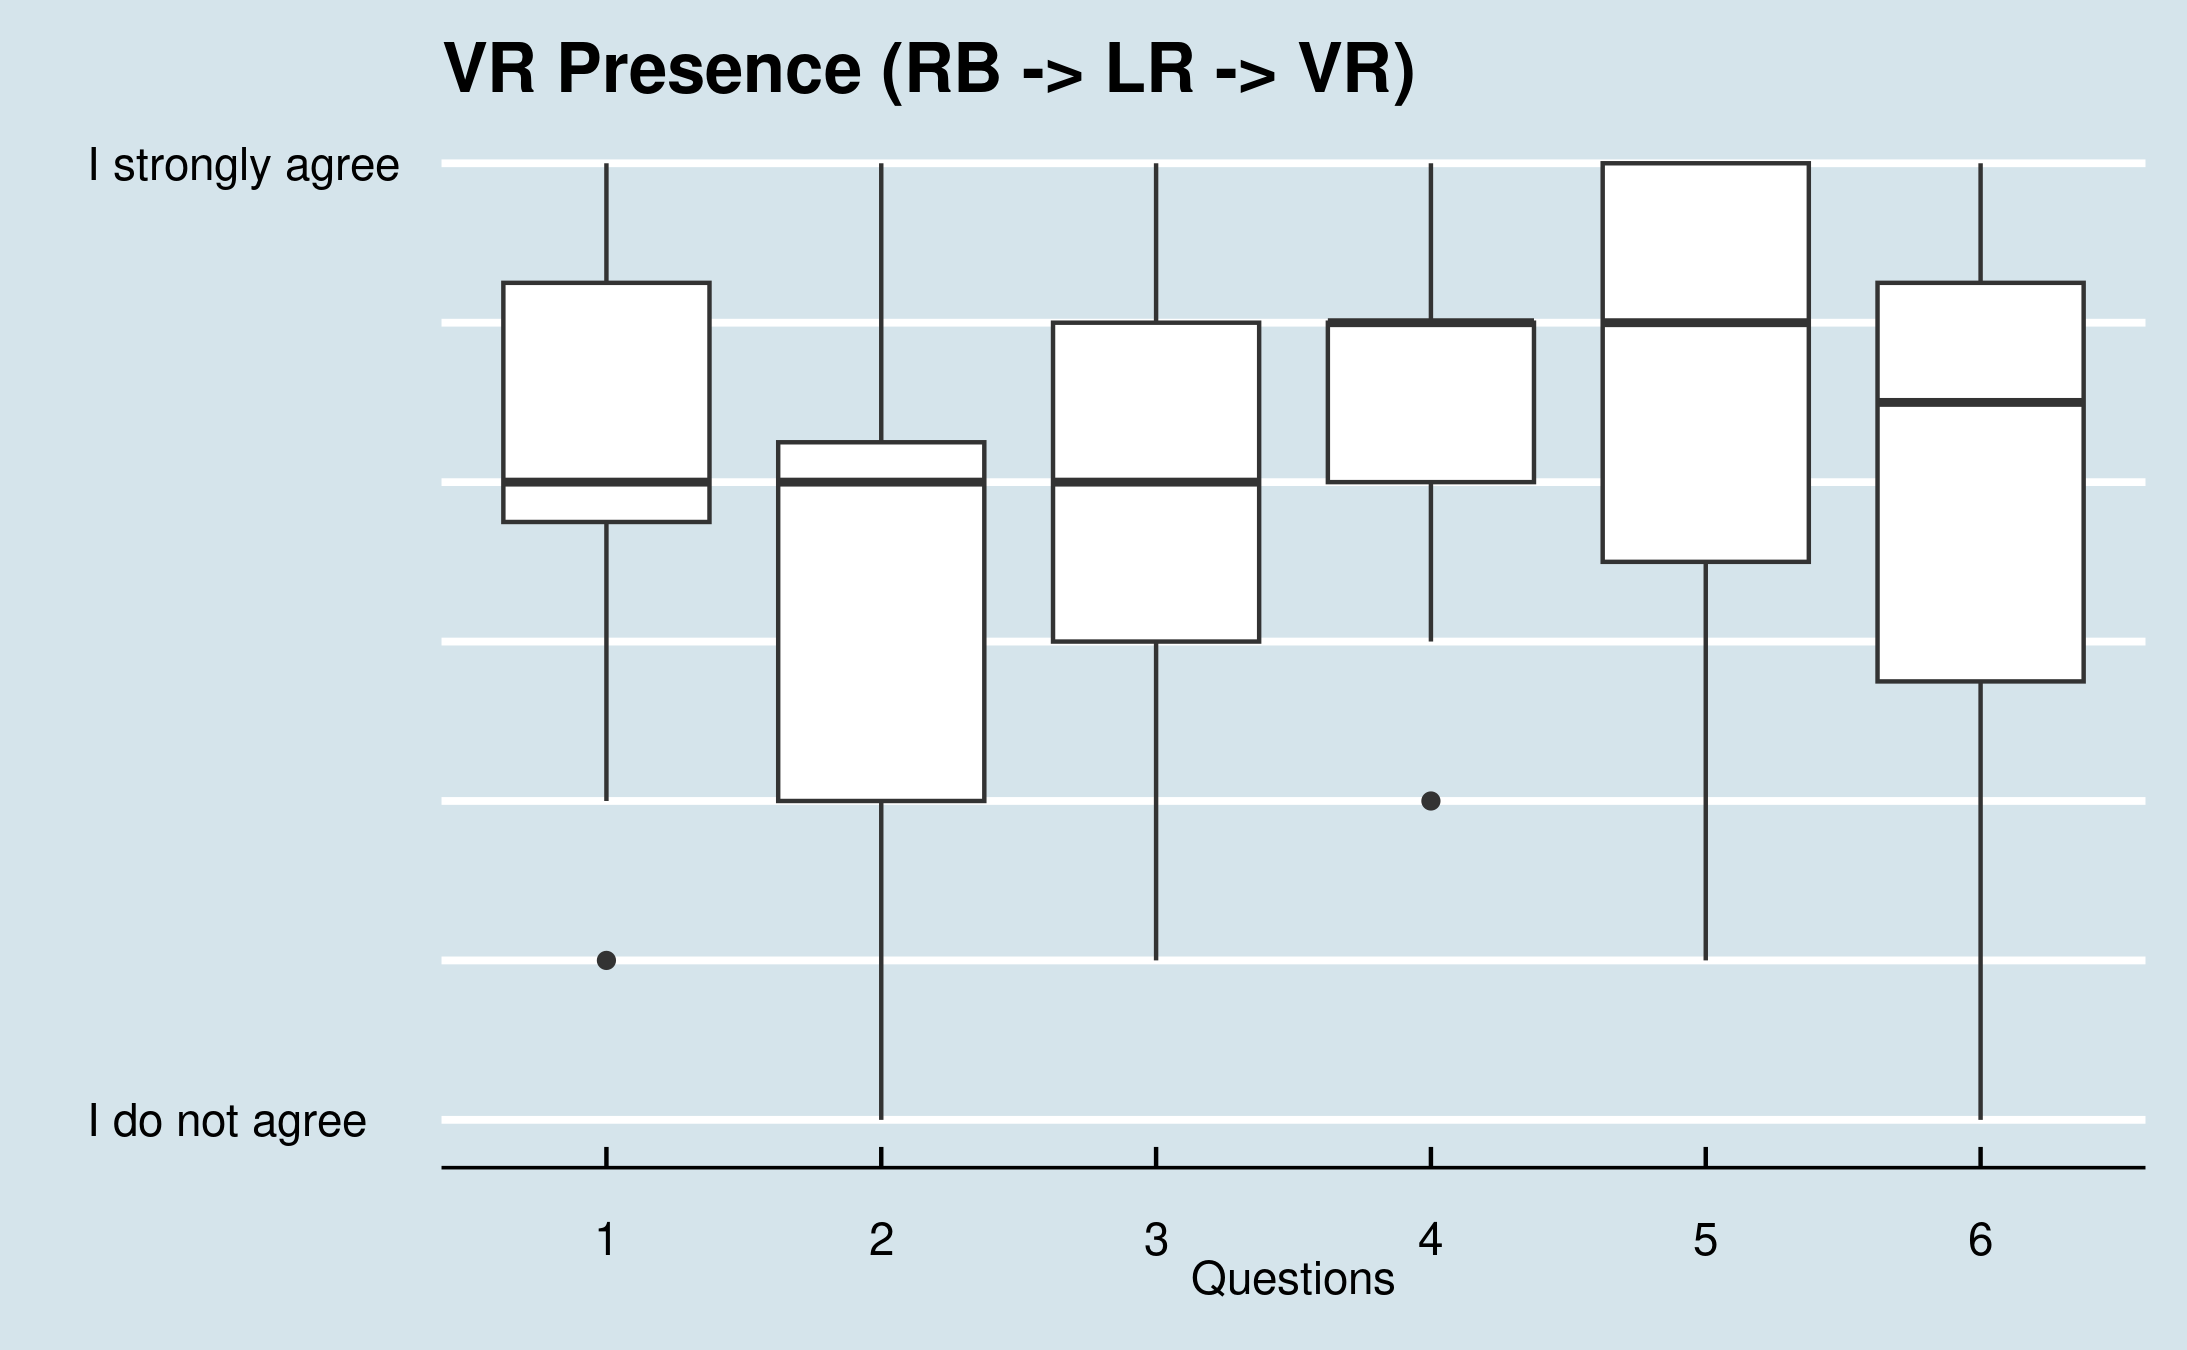 VR Presence (RB -> LR -> VR)
I strongly agree
I do not agree
1 2 3 4 5 6
Questions